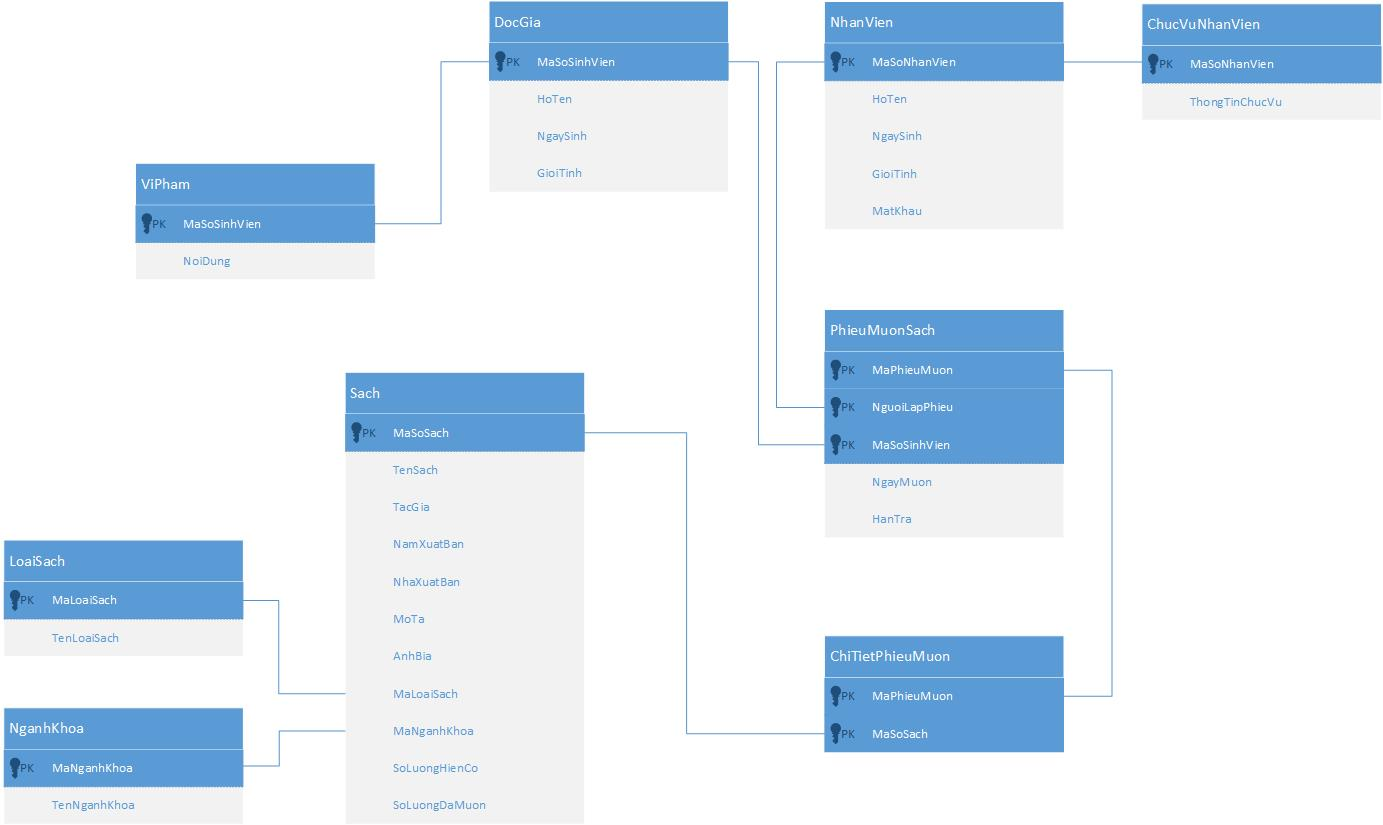 DocGia
PK MaSoSinhVien
HoTen
NgaySinh
GioiTinh
NhanVien
PK MaSoNhanVien
HoTen
NgaySinh
GioiTinh
MatKhau
ChucVuNhanVien
PK MaSoNhanVien
ThongTinChucVu
ViPham
PK MaSoSinhVien
NoiDung
PhieuMuonSach
PK MaPhieuMuon
PK NguoiLapPhieu
PK MaSoSinhVien
NgayMuon
HanTra
Sach
PK MaSoSach
TenSach
TacGia
NamXuatBan
NhaXuatBan
MoTa
AnhBia
MaLoaiSach
MaNganhKhoa
SoLuongHienCo
SoLuongDaMuon
LoaiSach
PK MaLoaiSach
TenLoaiSach
NganhKhoa
PK MaNganhKhoa
TenNganhKhoa
ChiTietPhieuMuon
PK MaPhieuMuon
PK MaSoSach